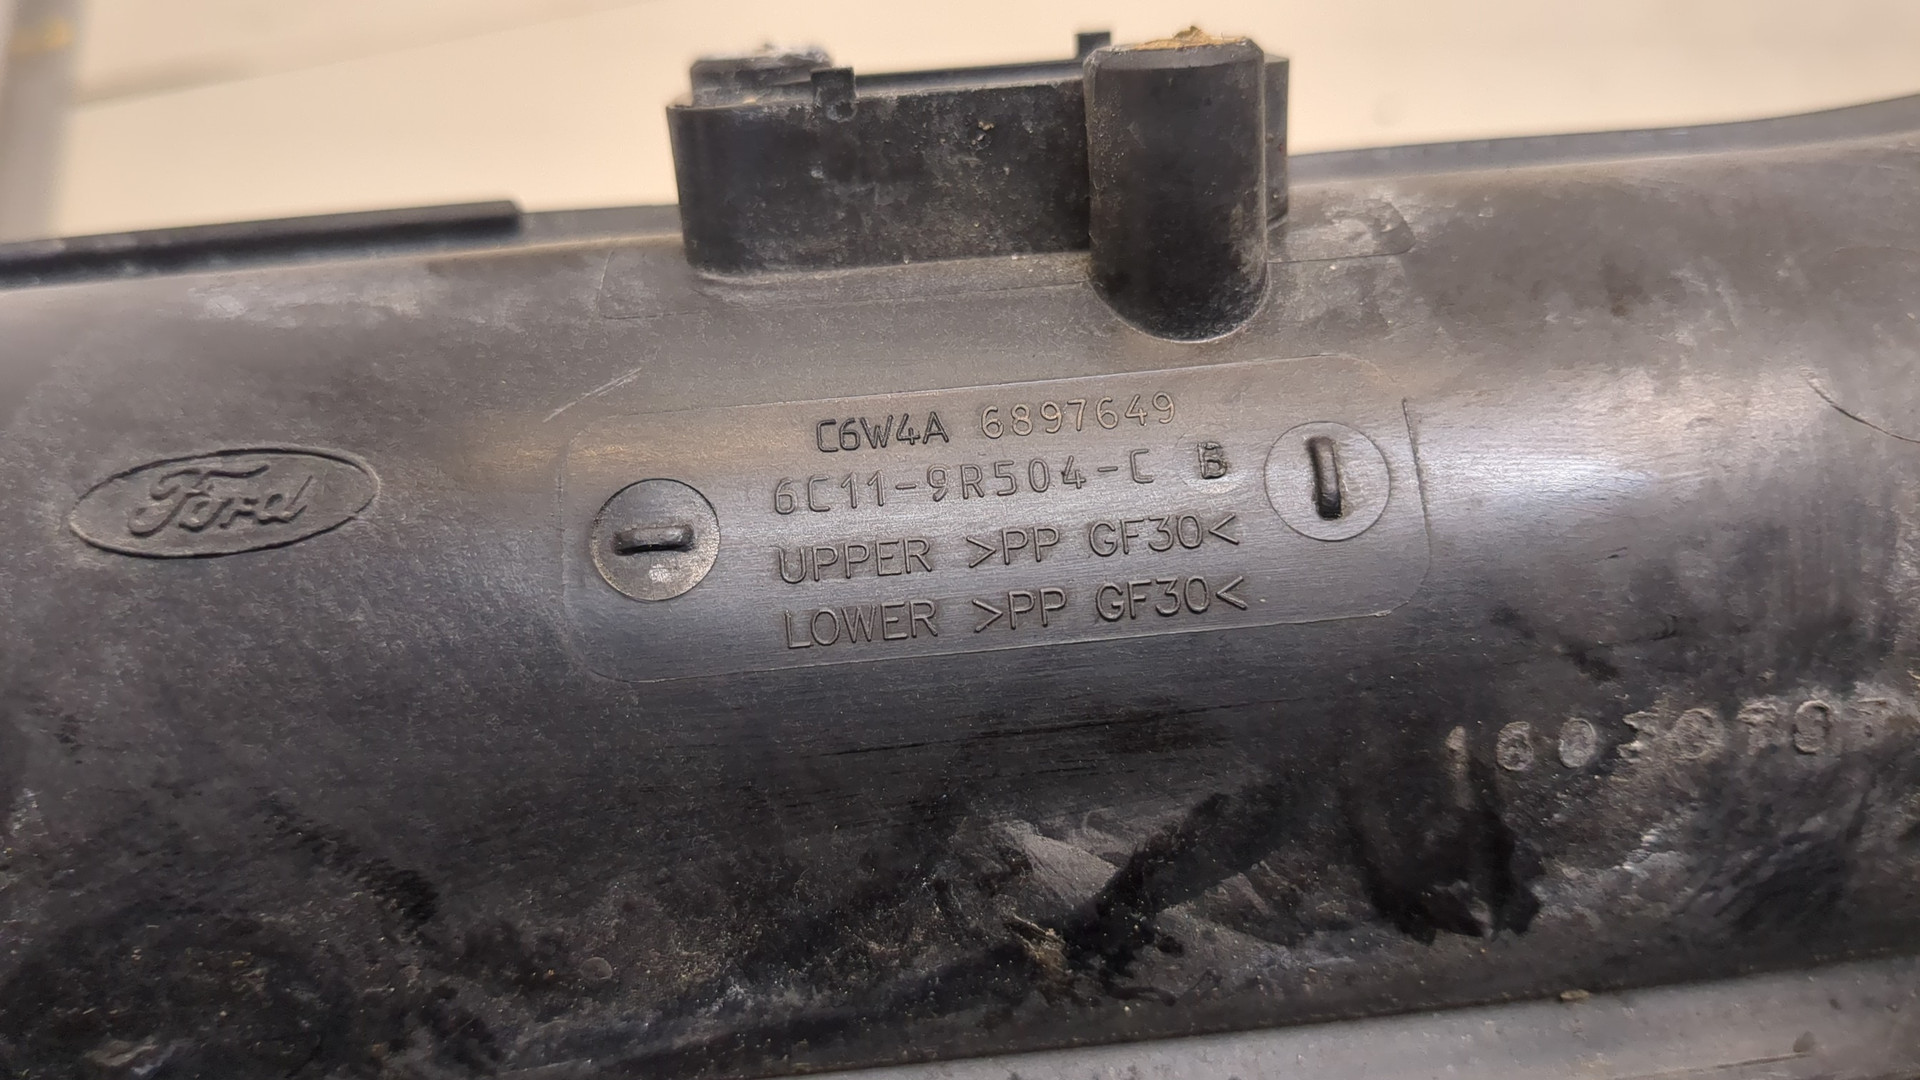 Ford
C6W4A 6897649
6C11-9R504-C B
UPPER >PP GF30<
LOWER >PP GF30<